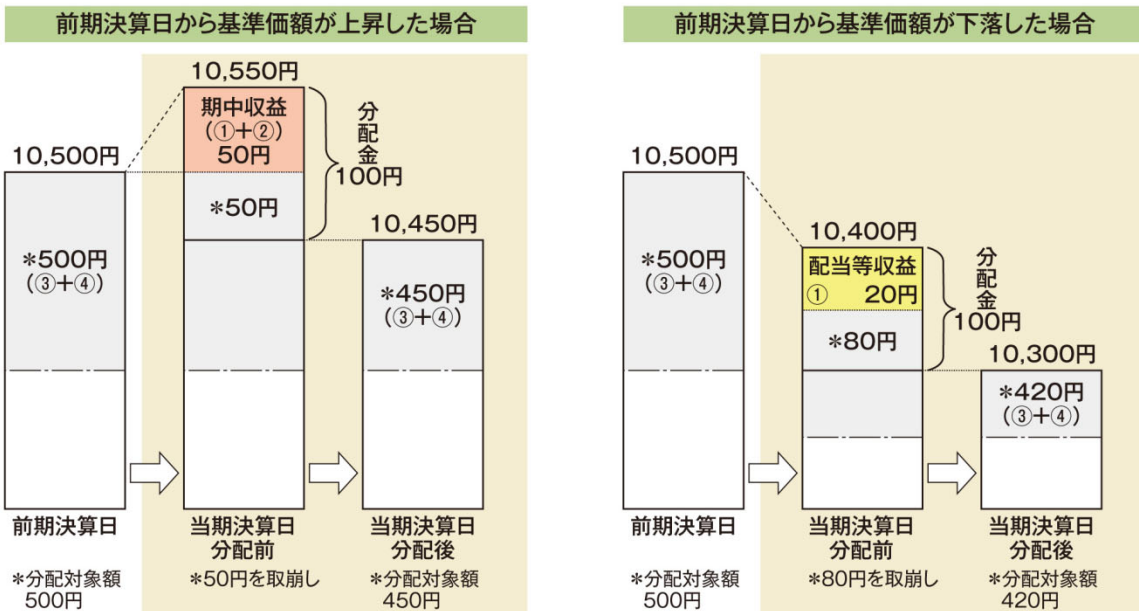 前期決算日から基準価額が上昇した場合
10,550円
期中収益
(①+②)
50円
分配金
100円
10,500円
*50円
10,450円
*500円
(③+④)
*450円
(③+④)
前期決算日
当期決算日
分配前
当期決算日
分配後
*分配対象額
500円
*50円を取崩し
*分配対象額
450円
前期決算日から基準価額が下落した場合
10,500円
10,400円
*500円
(③+④)
配当等収益
① 20円
分配金
100円
*80円
10,300円
*420円
(③+④)
前期決算日
当期決算日
分配前
当期決算日
分配後
*分配対象額
500円
*80円を取崩し
*分配対象額
420円